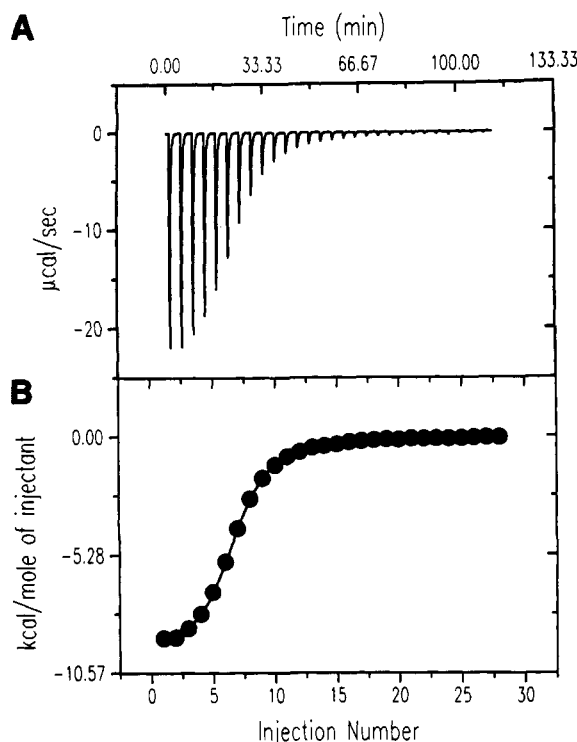 A
Time (min)
0.00 33.33 66.67 100.00 133.33
0
-10
-20
μcal/sec
B
0.00
-5.28
-10.57
kcal/mole of injectant
0 5 10 15 20 25 30
Injection Number